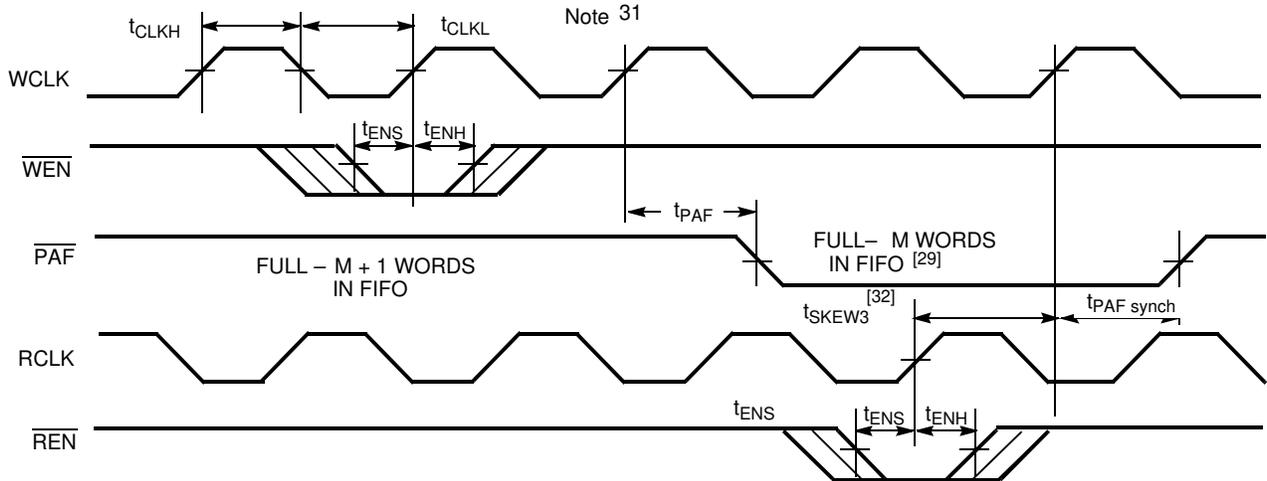 Note 31
tCLKH
tCLKL
WCLK
tENS
tENH
WEN
tPAF
PAF
FULL – M + 1 WORDS
IN FIFO
FULL– M WORDS
IN FIFO [29]
[32]
tSKEW3
tPAF synch
RCLK
tENS
tENS
tENH
REN